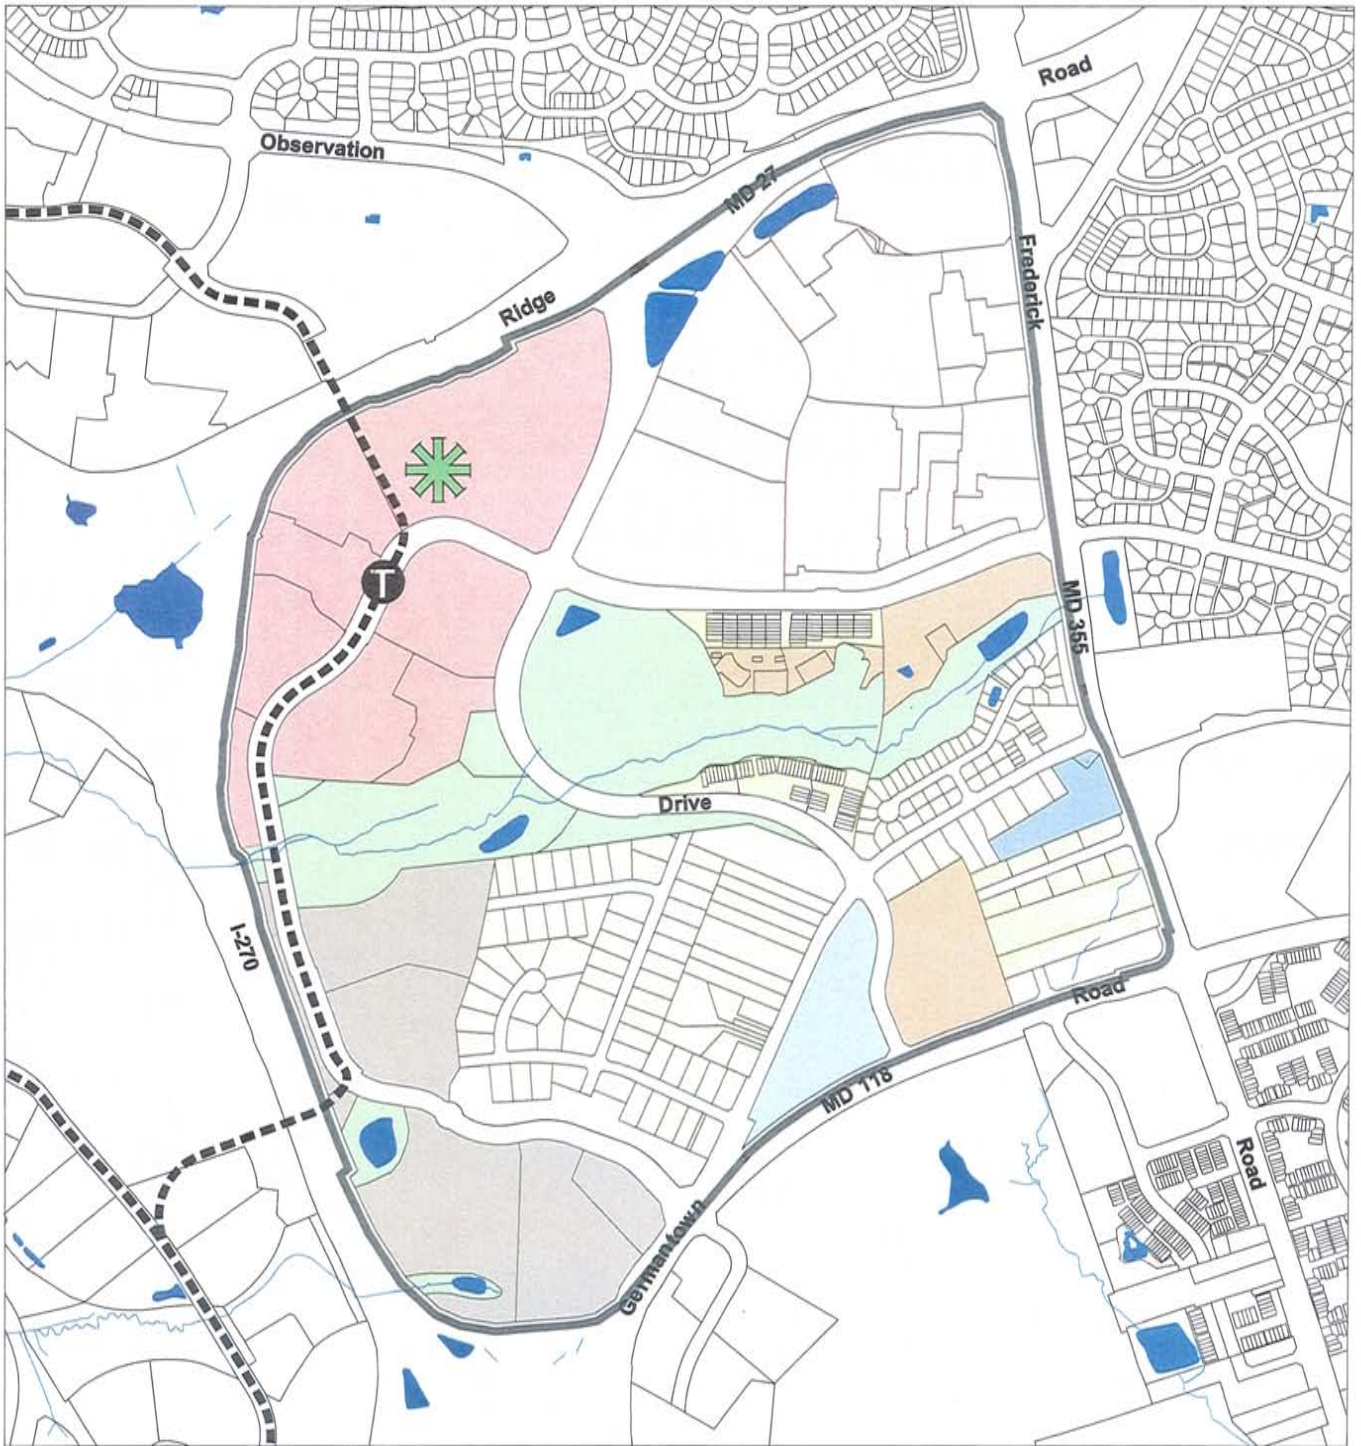 Road
Observation
MD 27
Frederick
Ridge
T
MD 355
Drive
I-270
Road
MD 118
Road
Germantown